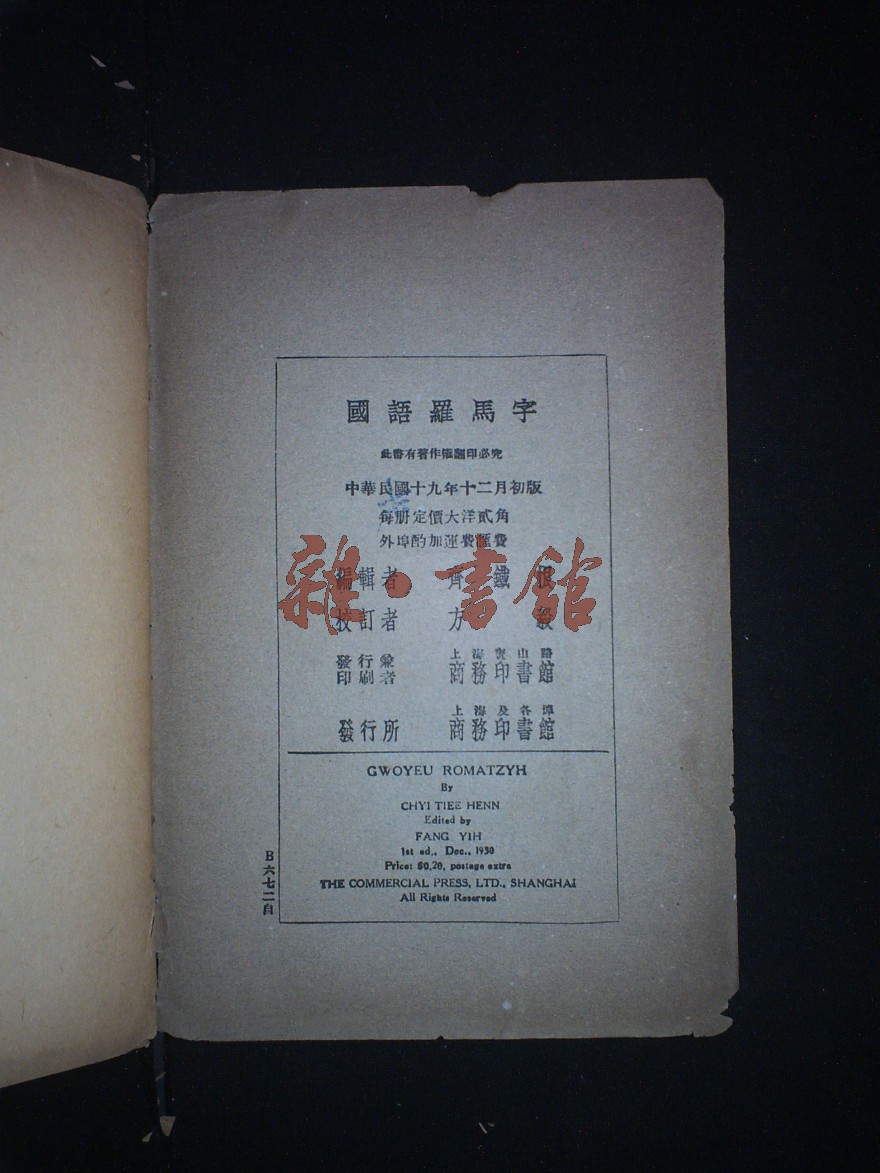 國語羅馬字
此書有著作權翻印必究
中華民國十九年十二月初版
每册定價大洋貳角
外埠酌加運費匯費
編輯者 齊鐵恨
校訂者 方毅
發行兼印刷者 上海寶山路 商務印書館
發行所 上海及各埠 商務印書館
GWOYEU ROMATZYH
By
CHYI TIEE HENN
Edited by
FANG YIH
1st ed., Dec., 1930
Price: $0.20, postage extra
THE COMMERCIAL PRESS, LTD., SHANGHAI
All Rights Reserved
B六七二自
雜·書館